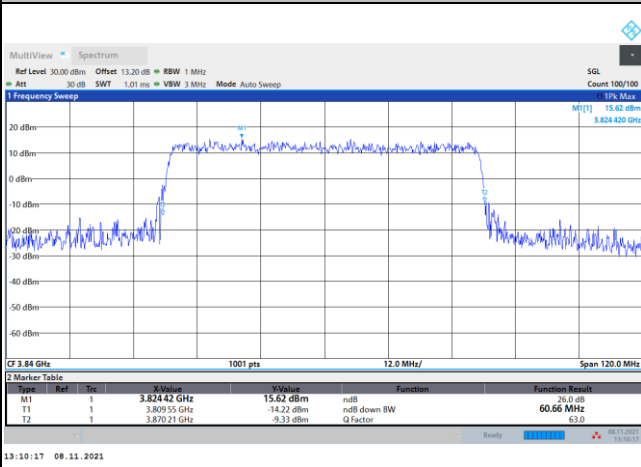 MultiView Spectrum
Ref Level 30.00 dBm Offset 13.20 dB RBW 1 MHz SGL
Att 30 dB SWT 1.01 ms VBW 3 MHz Mode Auto Sweep Count 100/100
1 Frequency Sweep 1Pk Max
M1[1] 15.62 dBm
3.824 420 GHz
20 dBm
M1
10 dBm
0 dBm
-10 dBm
-20 dBm
-30 dBm
-40 dBm
-50 dBm
-60 dBm
CF 3.84 GHz 1001 pts 12.0 MHz/ Span 120.0 MHz
2 Marker Table
Type Ref Trc X-Value Y-Value Function Function Result
M1 1 3.824 42 GHz 15.62 dBm ndB 26.0 dB
T1 1 3.809 55 GHz -14.22 dBm ndB down BW 60.66 MHz
T2 1 3.870 21 GHz -9.33 dBm Q Factor 63.0
Ready 08.11.2021
13:10:17
13:10:17 08.11.2021